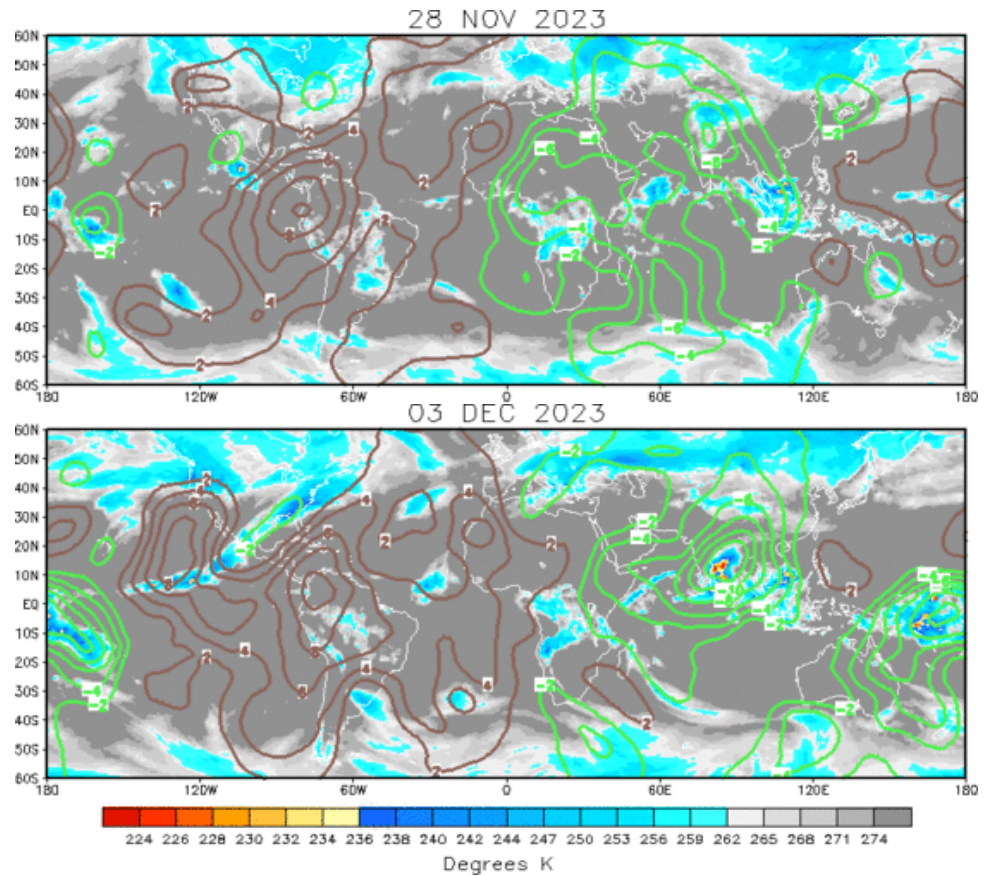 28 NOV 2023
60N
50N
40N
30N
20N
10N
EQ
10S
20S
30S
40S
50S
60S
180 120W 60W 0 60E 120E 180
03 DEC 2023
60N
50N
40N
30N
20N
10N
EQ
10S
20S
30S
40S
50S
60S
180 120W 60W 0 60E 120E 180
224 226 228 230 232 234 236 238 240 242 244 247 250 253 256 259 262 265 268 271 274
Degrees K